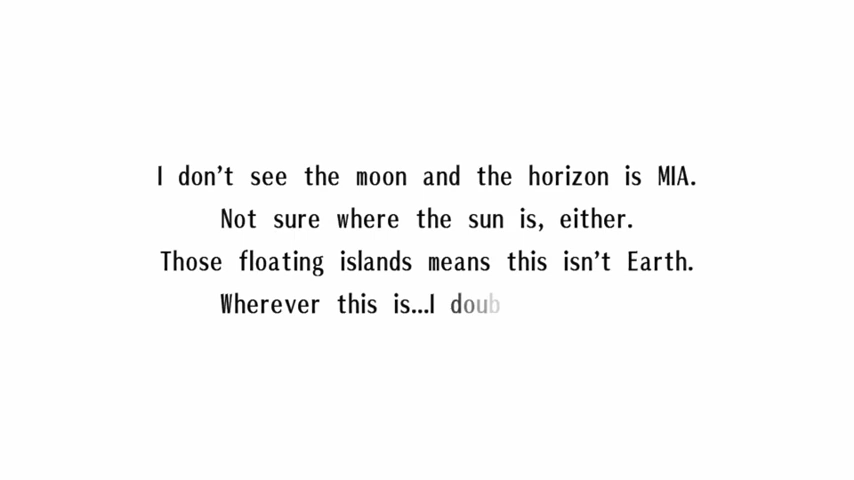 I don't see the moon and the horizon is MIA.
Not sure where the sun is, either.
Those floating islands means this isn't Earth.
Wherever this is...I doub